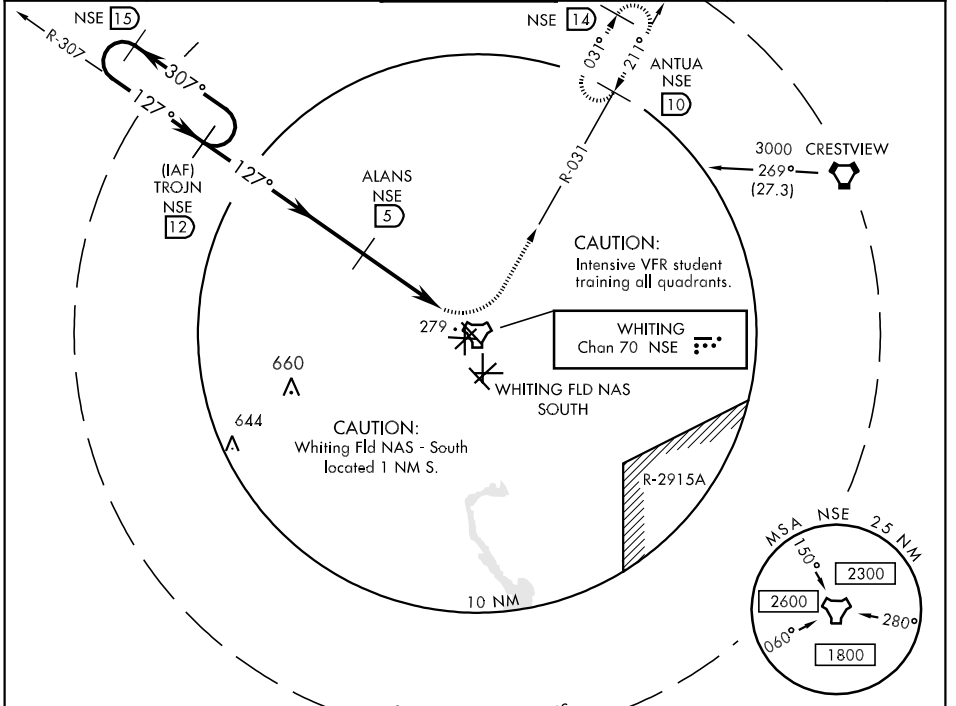 NSE 15
R-307
307°
127°
(IAF)
TROJN
NSE
12
127°
ALANS
NSE
5
NSE 14
031°
211°
ANTUA
NSE
10
R-031
3000
269°
(27.3)
CRESTVIEW
CAUTION:
Intensive VFR student
training all quadrants.
279
WHITING
Chan 70 NSE
WHITING FLD NAS
SOUTH
660
644
CAUTION:
Whiting Fld NAS - South
located 1 NM S.
R-2915A
10 NM
MSA NSE 25 NM
150°
2300
2600
060°
280°
1800